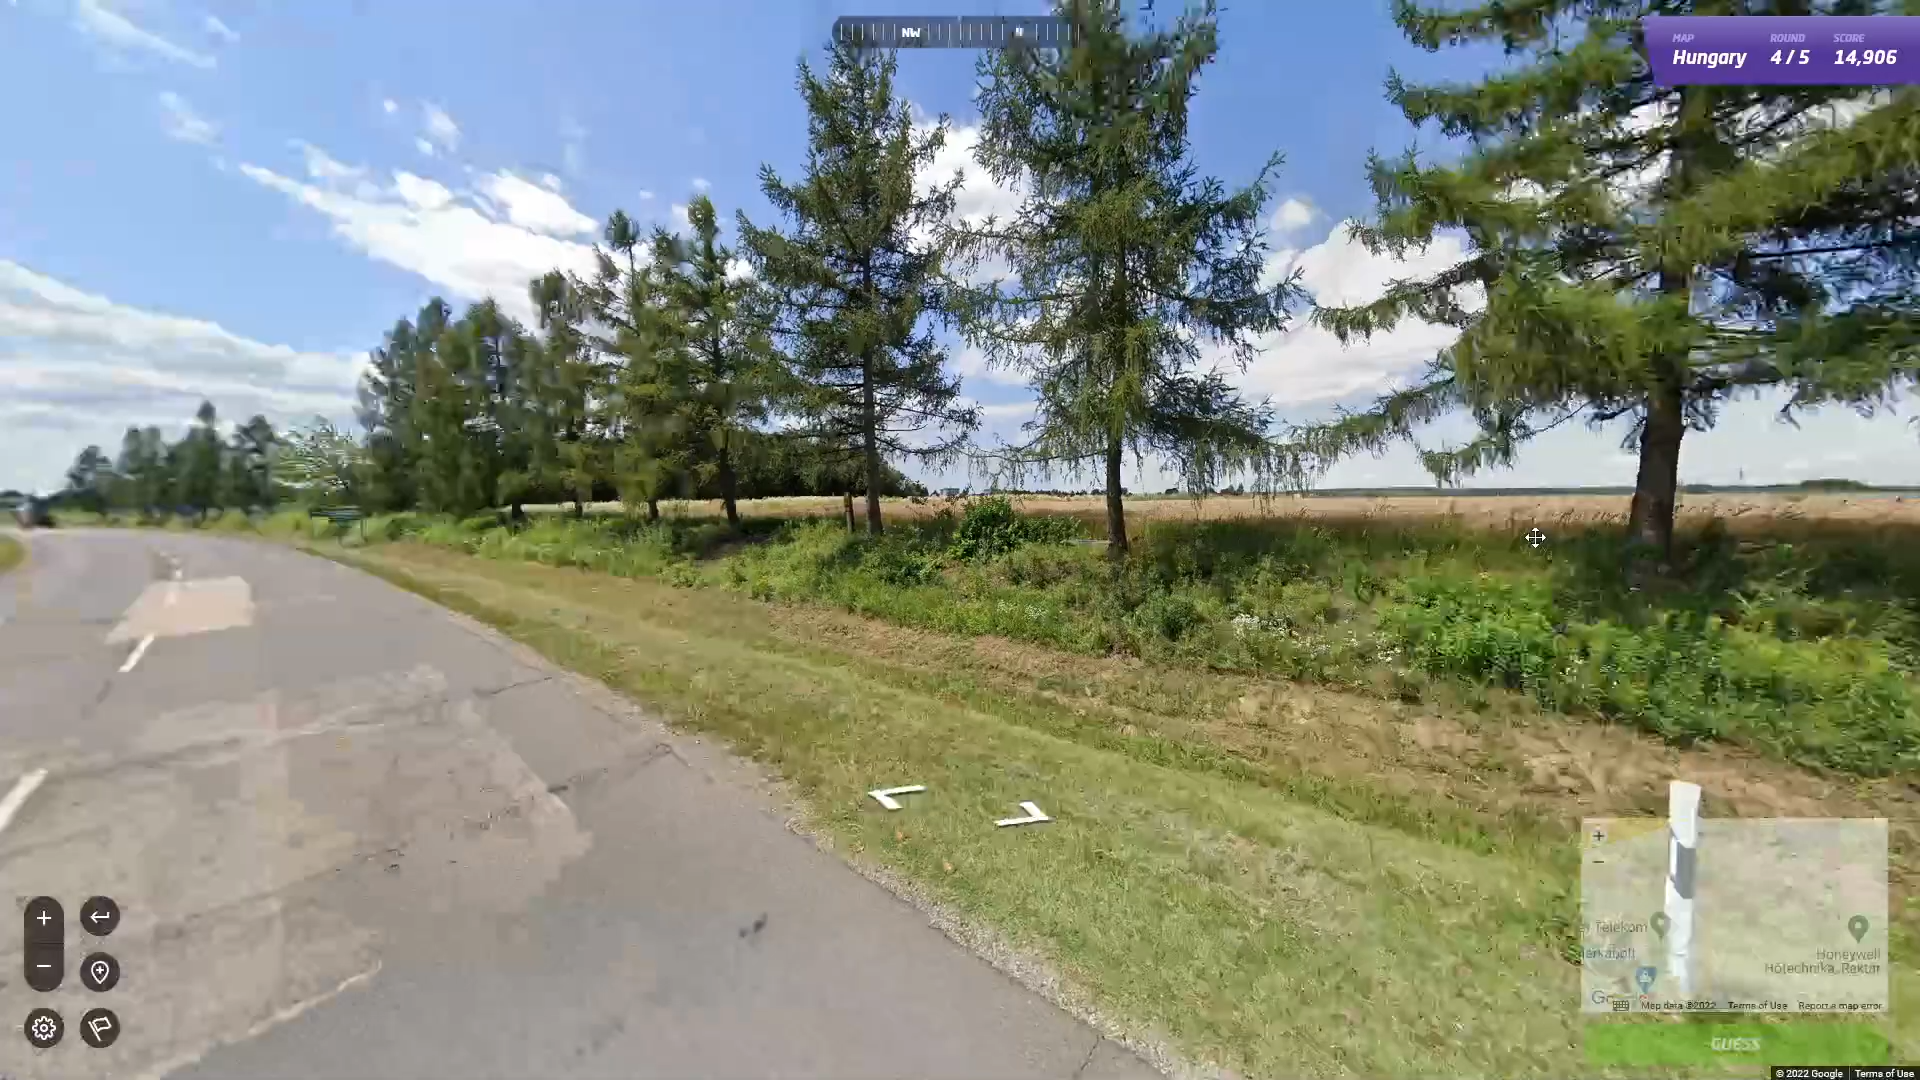 NW
N
MAP
ROUND
SCORE
Hungary
4 / 5
14,906
Telekom
Honeywell
Hőtechnika, Raktár
Map data ©2022
Terms of Use
Report a map error
GUESS
© 2022 Google
Terms of Use